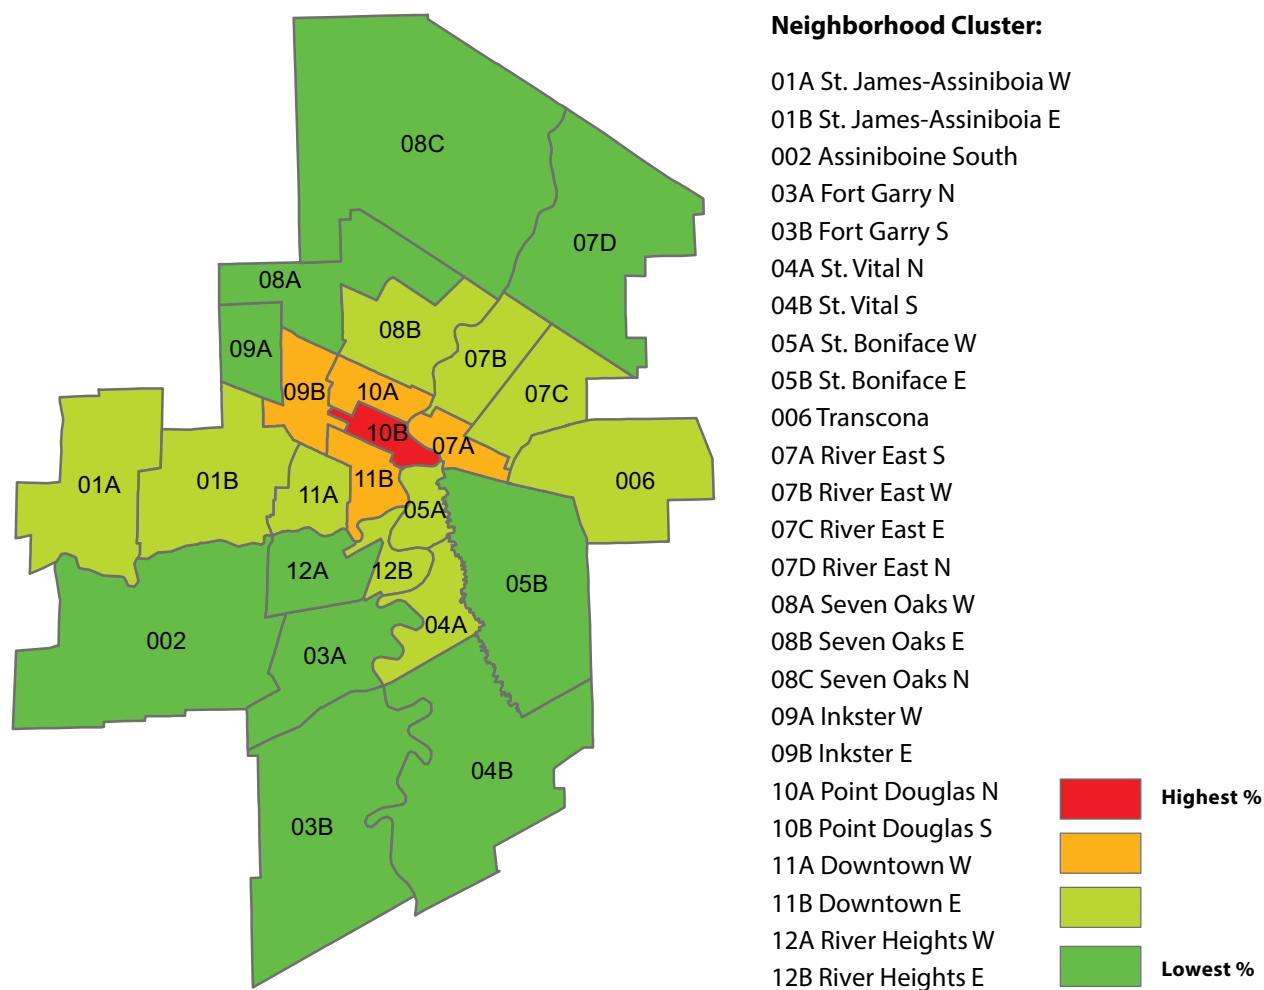 08C
07D
08A
08B
09A
07B
09B
10A
07C
10B
07A
01A
01B
11A
11B
006
05A
12A
12B
05B
002
03A
04A
04B
03B
Neighborhood Cluster:
01A St. James-Assiniboia W
01B St. James-Assiniboia E
002 Assiniboine South
03A Fort Garry N
03B Fort Garry S
04A St. Vital N
04B St. Vital S
05A St. Boniface W
05B St. Boniface E
006 Transcona
07A River East S
07B River East W
07C River East E
07D River East N
08A Seven Oaks W
08B Seven Oaks E
08C Seven Oaks N
09A Inkster W
09B Inkster E
10A Point Douglas N
10B Point Douglas S
11A Downtown W
11B Downtown E
12A River Heights W
12B River Heights E
Highest %
Lowest %